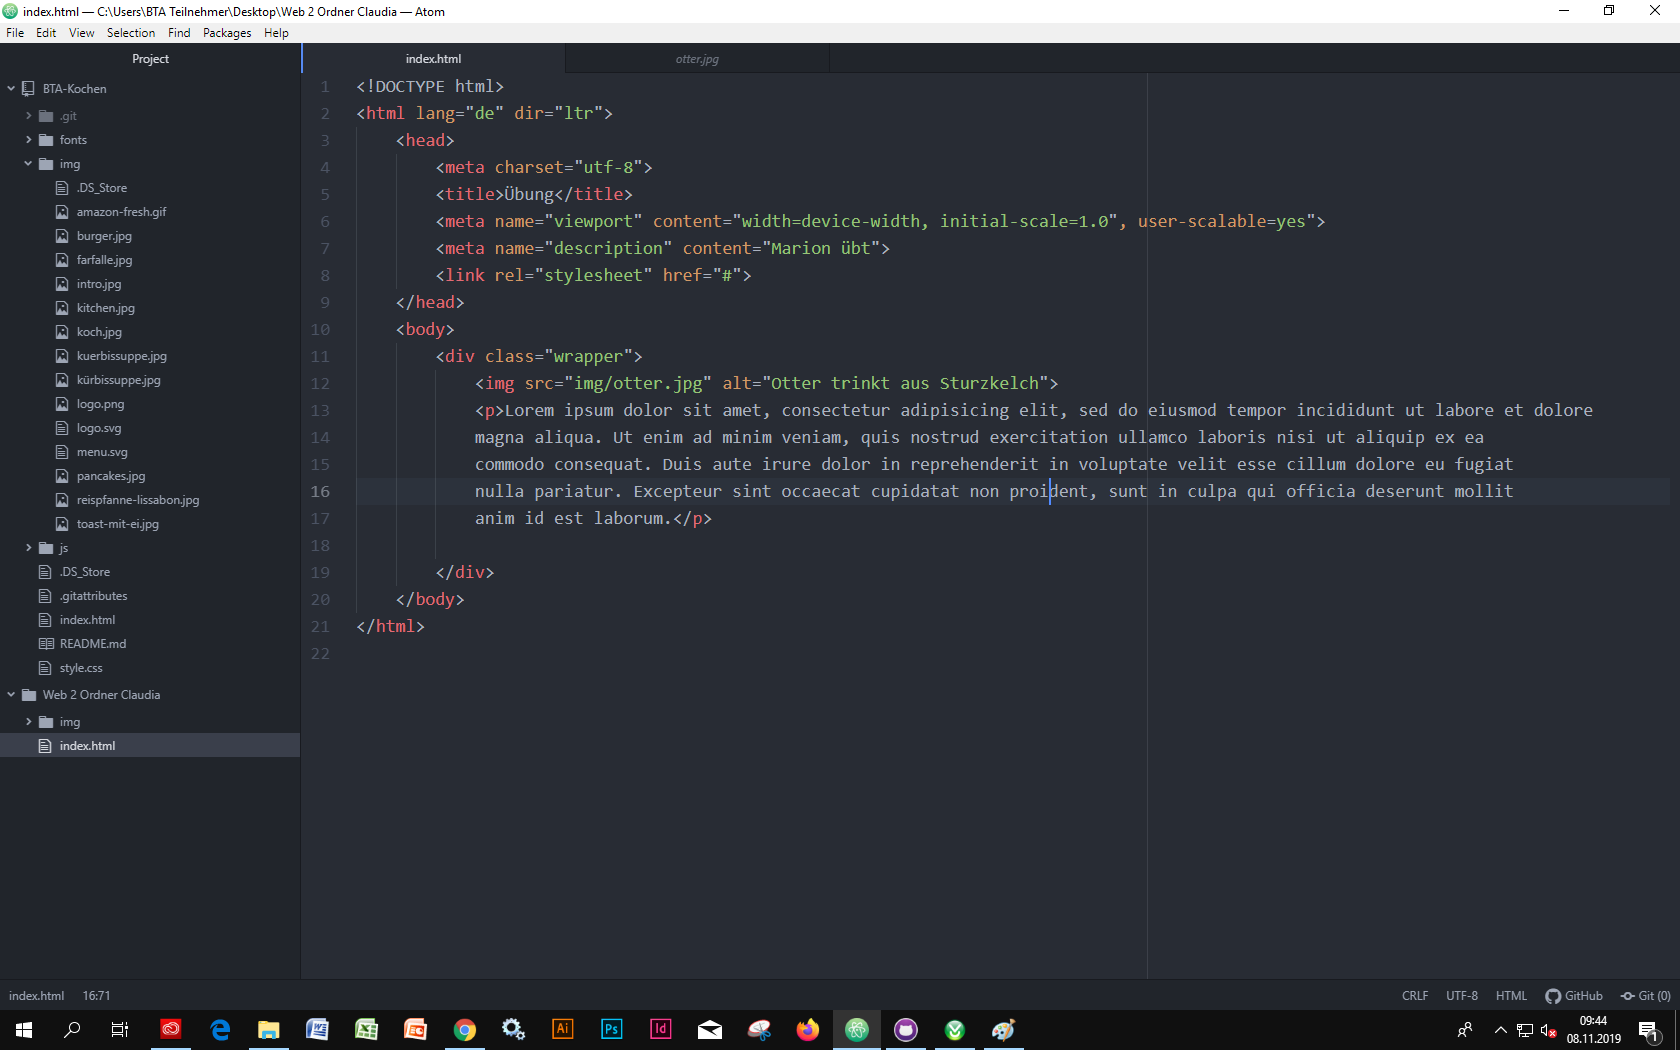 index.html — C:\Users\BTA Teilnehmer\Desktop\Web 2 Ordner Claudia — Atom
File Edit View Selection Find Packages Help
Project
BTA-Kochen
.git
fonts
img
.DS_Store
amazon-fresh.gif
burger.jpg
farfalle.jpg
intro.jpg
kitchen.jpg
koch.jpg
kuerbissuppe.jpg
kürbissuppe.jpg
logo.png
logo.svg
menu.svg
pancakes.jpg
reispfanne-lissabon.jpg
toast-mit-ei.jpg
js
.DS_Store
.gitattributes
index.html
README.md
style.css
Web 2 Ordner Claudia
img
index.html
index.html otter.jpg
1 <!DOCTYPE html>
2 <html lang="de" dir="ltr">
3 <head>
4 <meta charset="utf-8">
5 <title>Übung</title>
6 <meta name="viewport" content="width=device-width, initial-scale=1.0", user-scalable=yes">
7 <meta name="description" content="Marion übt">
8 <link rel="stylesheet" href="#">
9 </head>
10 <body>
11 <div class="wrapper">
12 <img src="img/otter.jpg" alt="Otter trinkt aus Sturzkelch">
13 <p>Lorem ipsum dolor sit amet, consectetur adipisicing elit, sed do eiusmod tempor incididunt ut labore et dolore
14 magna aliqua. Ut enim ad minim veniam, quis nostrud exercitation ullamco laboris nisi ut aliquip ex ea
15 commodo consequat. Duis aute irure dolor in reprehenderit in voluptate velit esse cillum dolore eu fugiat
16 nulla pariatur. Excepteur sint occaecat cupidatat non proident, sunt in culpa qui officia deserunt mollit
17 anim id est laborum.</p>
18
19 </div>
20 </body>
21 </html>
22
index.html 16:71 CRLF UTF-8 HTML GitHub Git (0)
Ai Ps Id
09:44
08.11.2019
1